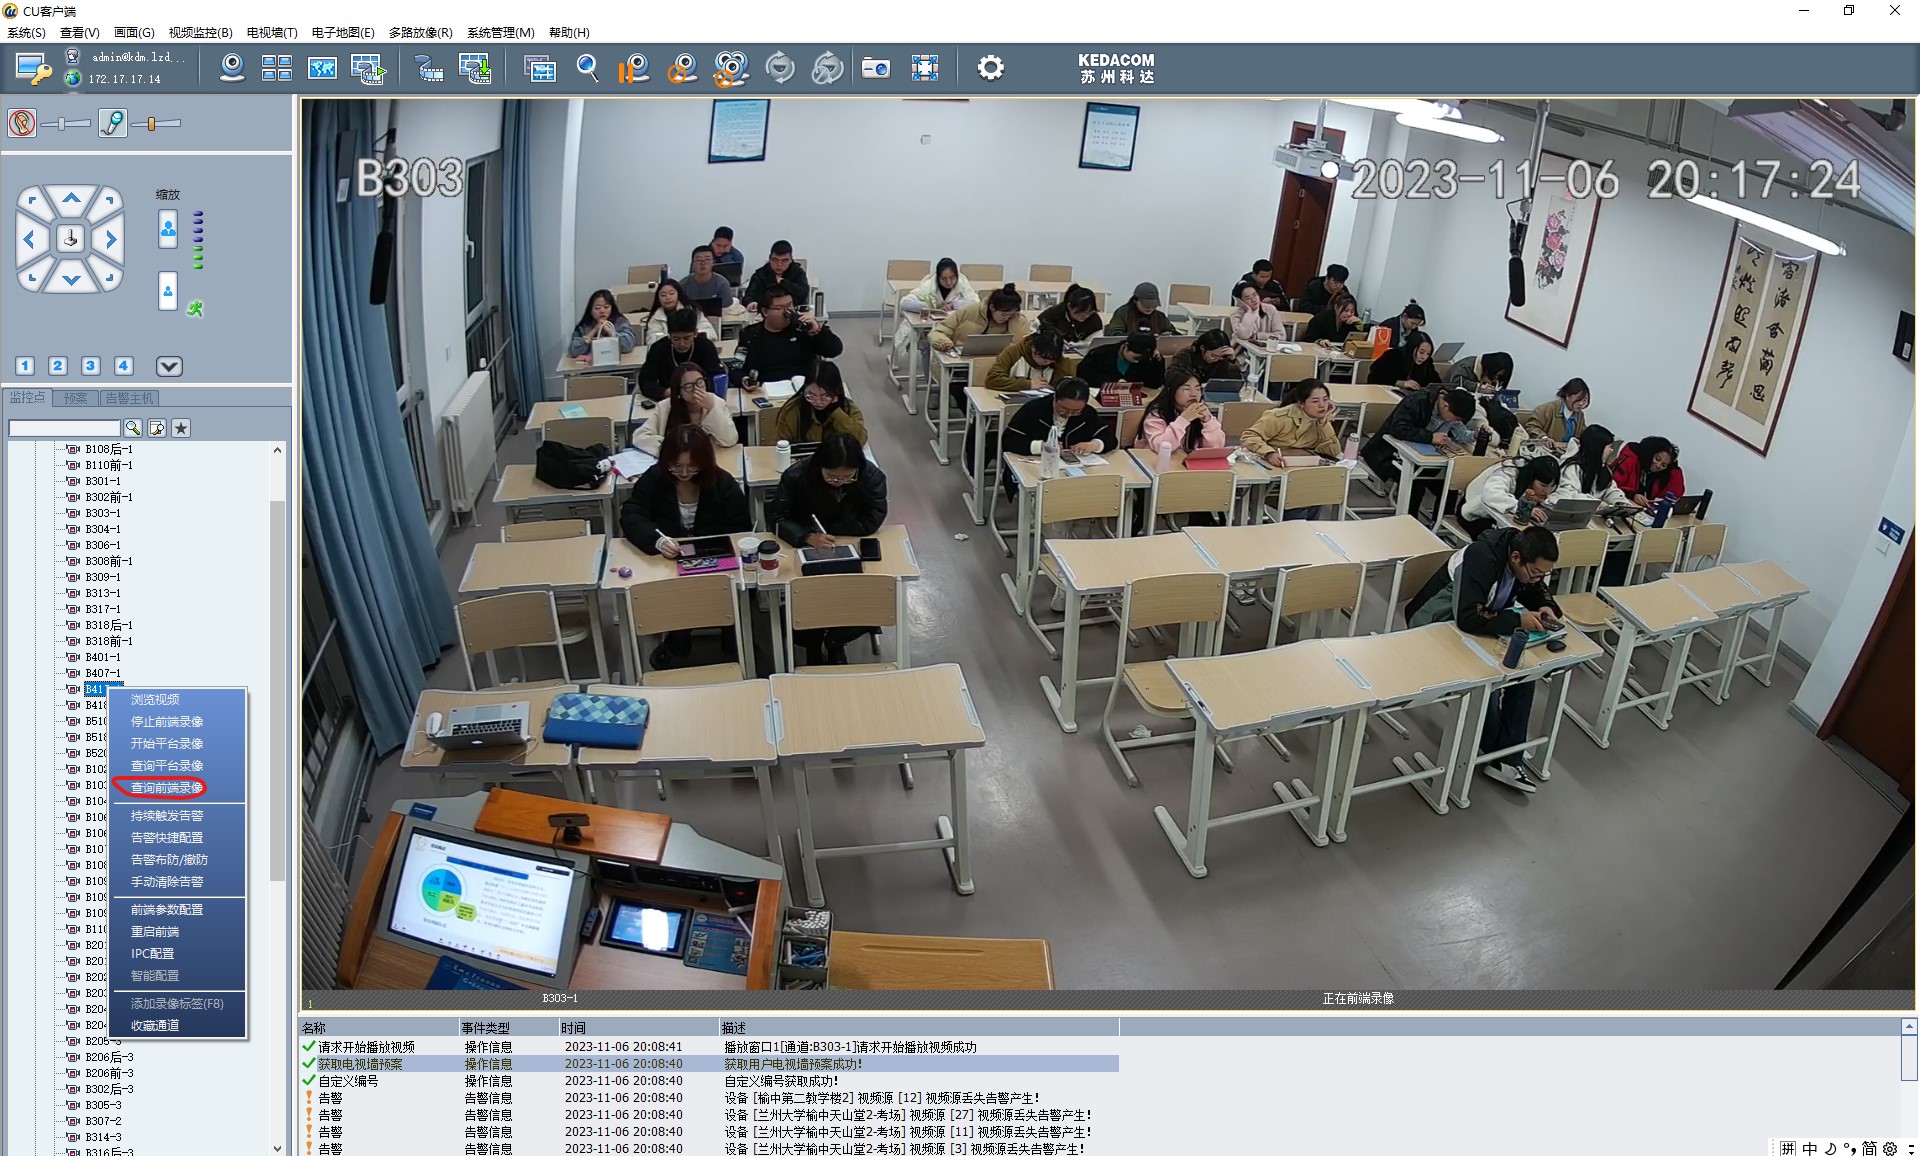 CU客户端
系统(S) 查看(V) 画面(G) 视频监控(B) 电视墙(T) 电子地图(E) 多路放像(R) 系统管理(M) 帮助(H)
admin@kdm.lzd...
172.17.17.14
KEDACOM
苏州科达
缩放
1 2 3 4
监控点 预案 告警主机
B108后-1
B110前-1
B301-1
B302前-1
B303-1
B304-1
B306-1
B308前-1
B309-1
B313-1
B317-1
B318后-1
B318前-1
B401-1
B407-1
B41
B418
B510
B518
B520
B102
B103
B104
B106
B106
B107
B108
B109
B109
B109
B110
B201
B201
B202
B203
B204
B204
B205-3
B206后-3
B206前-3
B302后-3
B305-3
B307-2
B314-3
B316后-3
浏览视频
停止前端录像
开始平台录像
查询平台录像
查询前端录像
持续触发告警
告警快捷配置
告警布防/撤防
手动清除告警
前端参数配置
重启前端
IPC配置
智能配置
添加录像标签(F8)
收藏通道
B303
2023-11-06 20:17:24
1 B303-1 正在前端录像
名称 事件类型 时间 描述
请求开始播放视频 操作信息 2023-11-06 20:08:41 播放窗口1[通道:B303-1]请求开始播放视频成功
获取电视墙预案 操作信息 2023-11-06 20:08:40 获取用户电视墙预案成功!
自定义编号 操作信息 2023-11-06 20:08:40 自定义编号获取成功!
告警 告警信息 2023-11-06 20:08:40 设备 [榆中第二教学楼2] 视频源 [12] 视频源丢失告警产生!
告警 告警信息 2023-11-06 20:08:40 设备 [兰州大学榆中天山堂2-考场] 视频源 [27] 视频源丢失告警产生!
告警 告警信息 2023-11-06 20:08:40 设备 [兰州大学榆中天山堂2-考场] 视频源 [11] 视频源丢失告警产生!
告警 告警信息 2023-11-06 20:08:40 设备 [兰州大学榆中天山堂2-考场] 视频源 [3] 视频源丢失告警产生!
拼 中 简